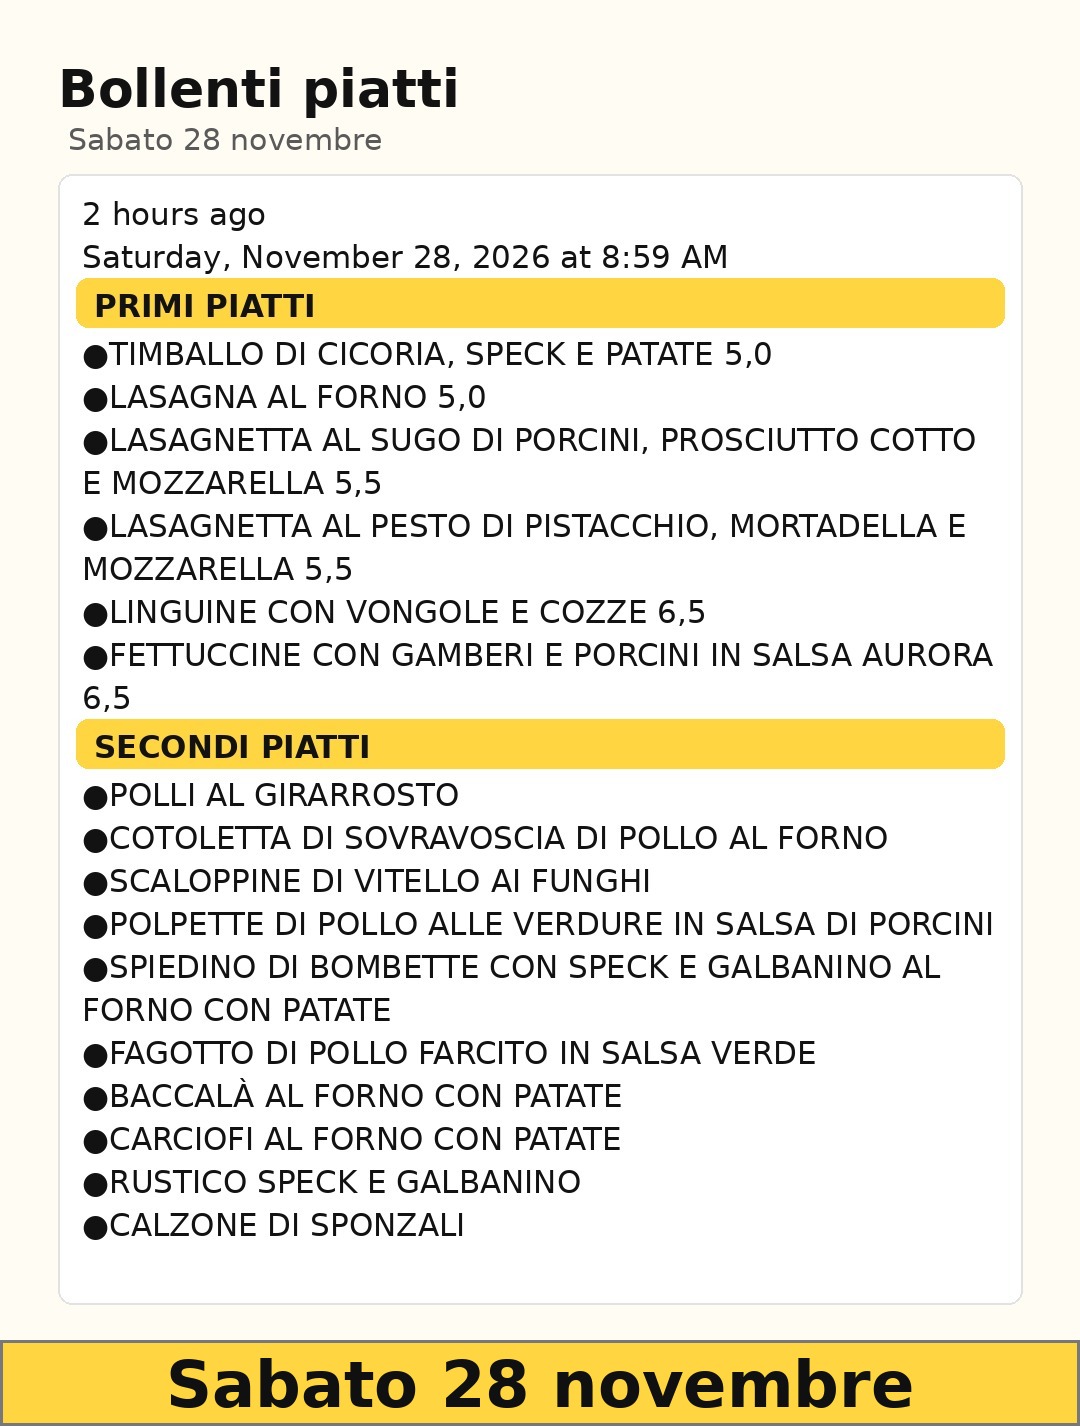 Bollenti piatti
Sabato 28 novembre
2 hours ago
Saturday, November 28, 2026 at 8:59 AM
PRIMI PIATTI
●TIMBALLO DI CICORIA, SPECK E PATATE 5,0
●LASAGNA AL FORNO 5,0
●LASAGNETTA AL SUGO DI PORCINI, PROSCIUTTO COTTO
E MOZZARELLA 5,5
●LASAGNETTA AL PESTO DI PISTACCHIO, MORTADELLA E
MOZZARELLA 5,5
●LINGUINE CON VONGOLE E COZZE 6,5
●FETTUCCINE CON GAMBERI E PORCINI IN SALSA AURORA
6,5
SECONDI PIATTI
●POLLI AL GIRARROSTO
●COTOLETTA DI SOVRAVOSCIA DI POLLO AL FORNO
●SCALOPPINE DI VITELLO AI FUNGHI
●POLPETTE DI POLLO ALLE VERDURE IN SALSA DI PORCINI
●SPIEDINO DI BOMBETTE CON SPECK E GALBANINO AL
FORNO CON PATATE
●FAGOTTO DI POLLO FARCITO IN SALSA VERDE
●BACCALÀ AL FORNO CON PATATE
●CARCIOFI AL FORNO CON PATATE
●RUSTICO SPECK E GALBANINO
●CALZONE DI SPONZALI
Sabato 28 novembre